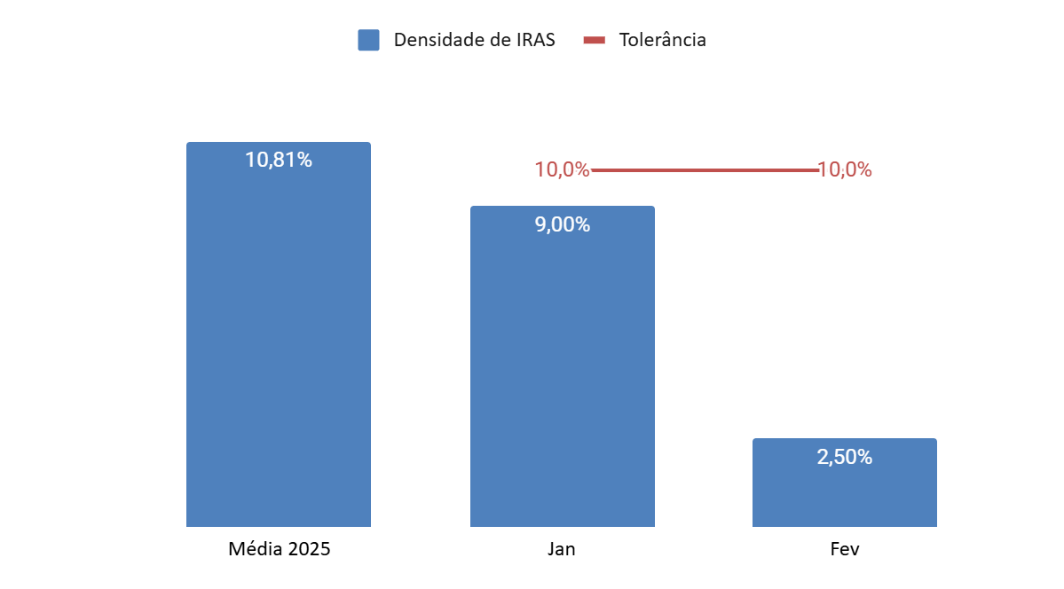 Densidade de IRAS Tolerância
10,81%
10,0% 10,0%
9,00%
2,50%
Média 2025 Jan Fev